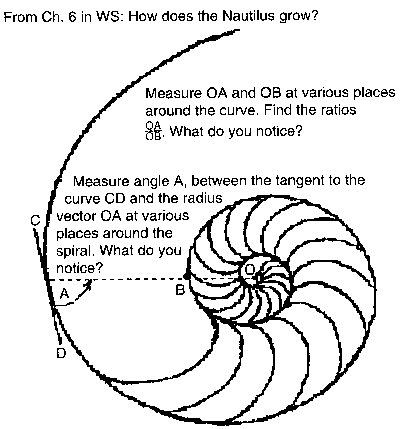 From Ch. 6 in WS: How does the Nautilus grow?
Measure OA and OB at various places
around the curve. Find the ratios
OA
OB. What do you notice?
Measure angle A, between the tangent to the
curve CD and the radius
vector OA at various
places around the
spiral. What do you
notice?
C
O
A
B
D